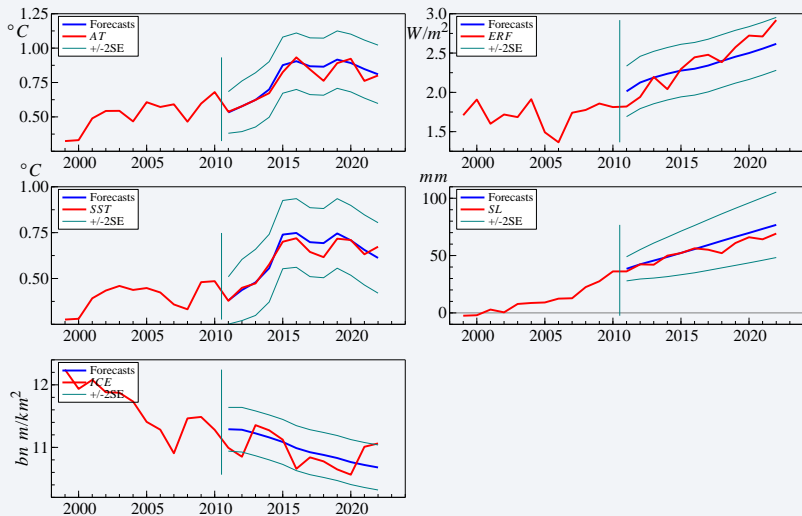 °C
1.25
1.00
0.75
0.50
Forecasts
AT
+/-2SE
2000 2005 2010 2015 2020
W/m²
3.0
2.5
2.0
1.5
Forecasts
ERF
+/-2SE
2000 2005 2010 2015 2020
°C
1.00
0.75
0.50
Forecasts
SST
+/-2SE
2000 2005 2010 2015 2020
mm
100
50
0
Forecasts
SL
+/-2SE
2000 2005 2010 2015 2020
bn m/km²
12
11
Forecasts
ICE
+/-2SE
2000 2005 2010 2015 2020